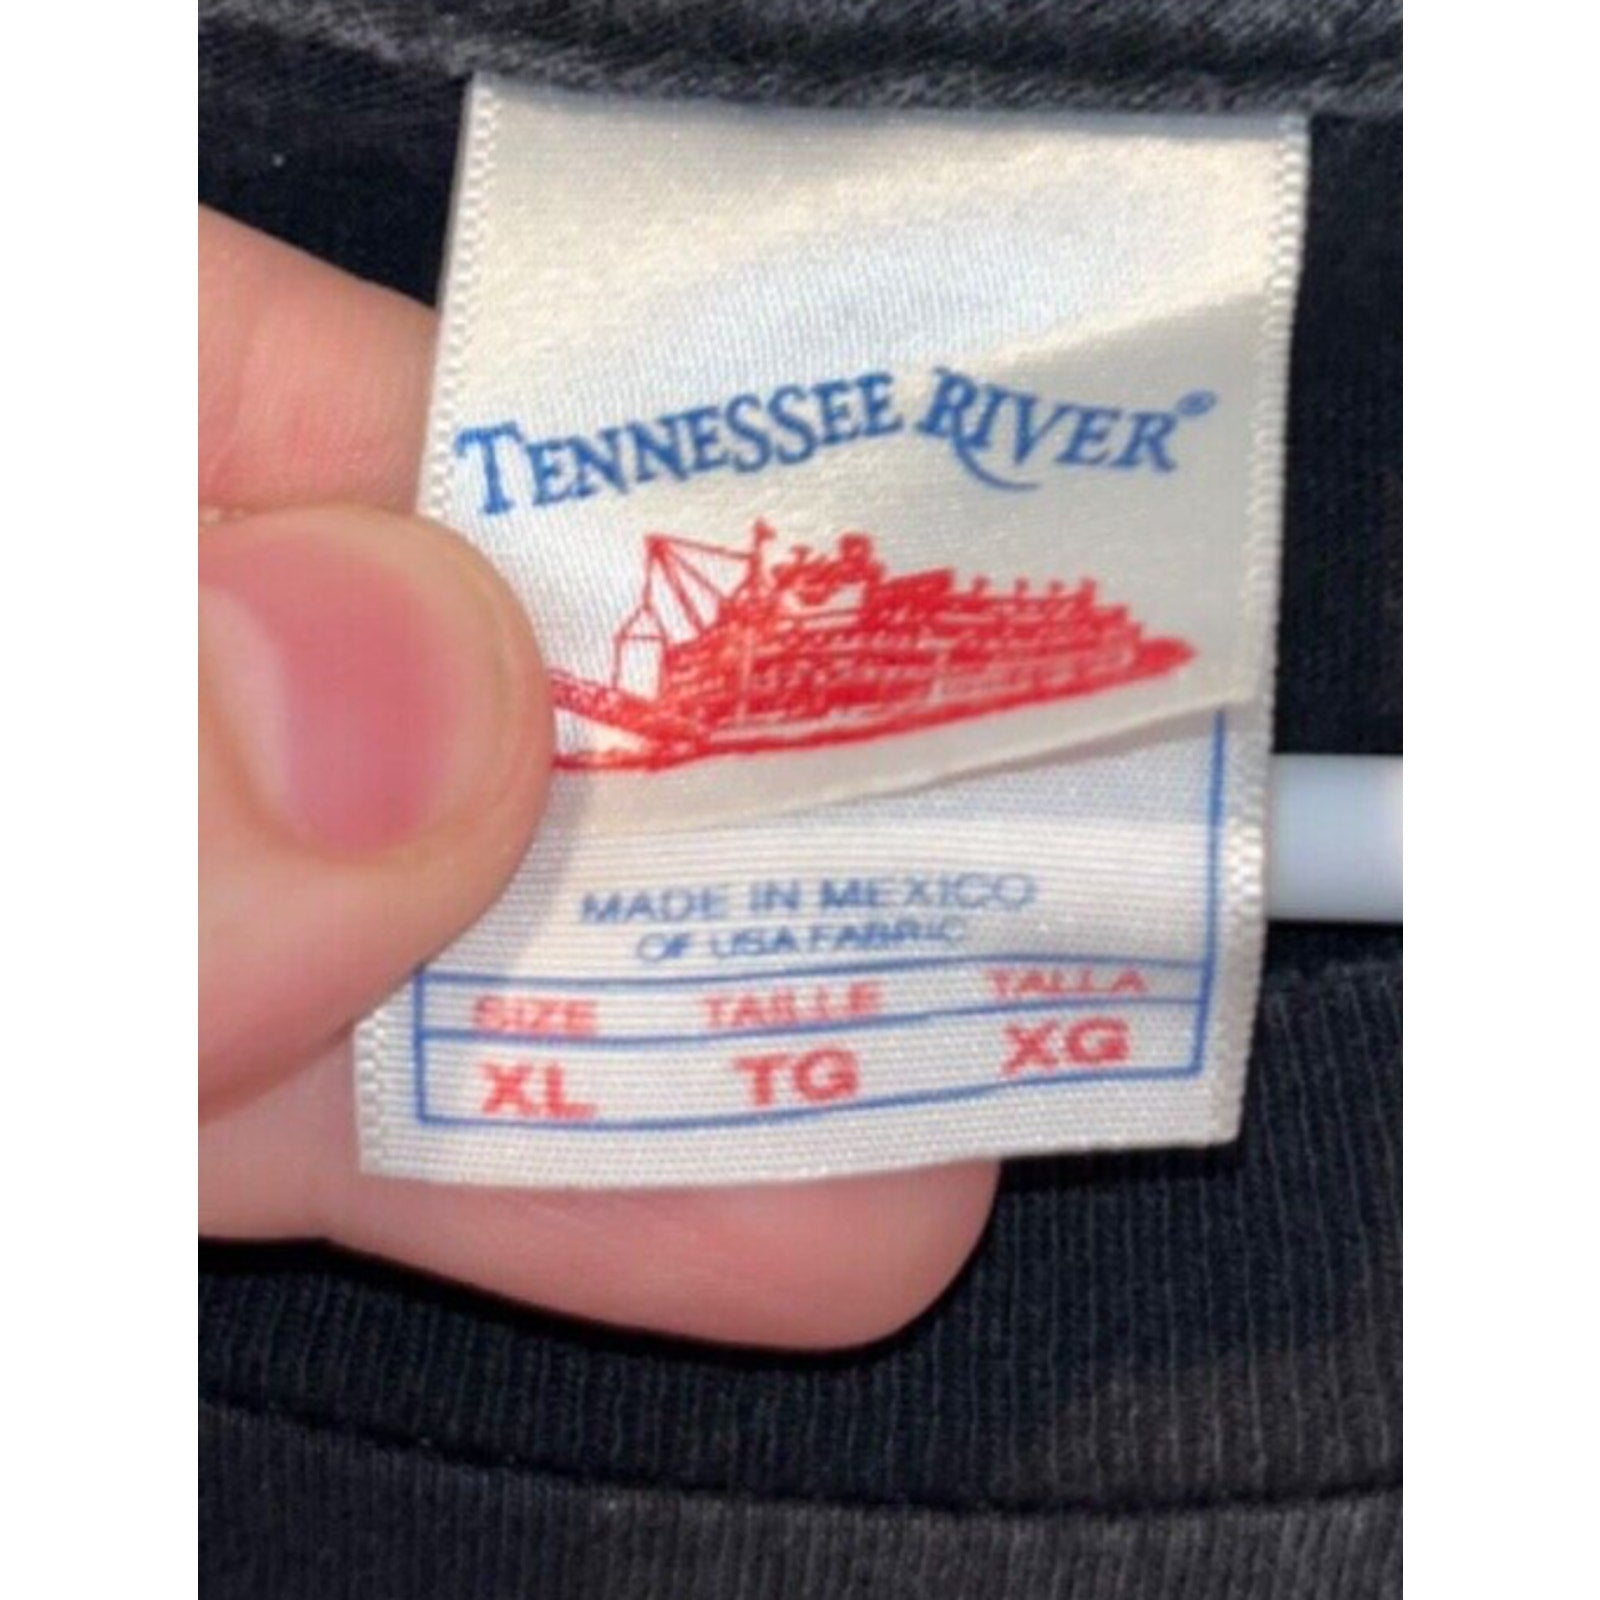 TENNESSEE RIVER®
MADE IN MEXICO
OF USA FABRIC
SIZE TAILLE TALLA
XL TG XG